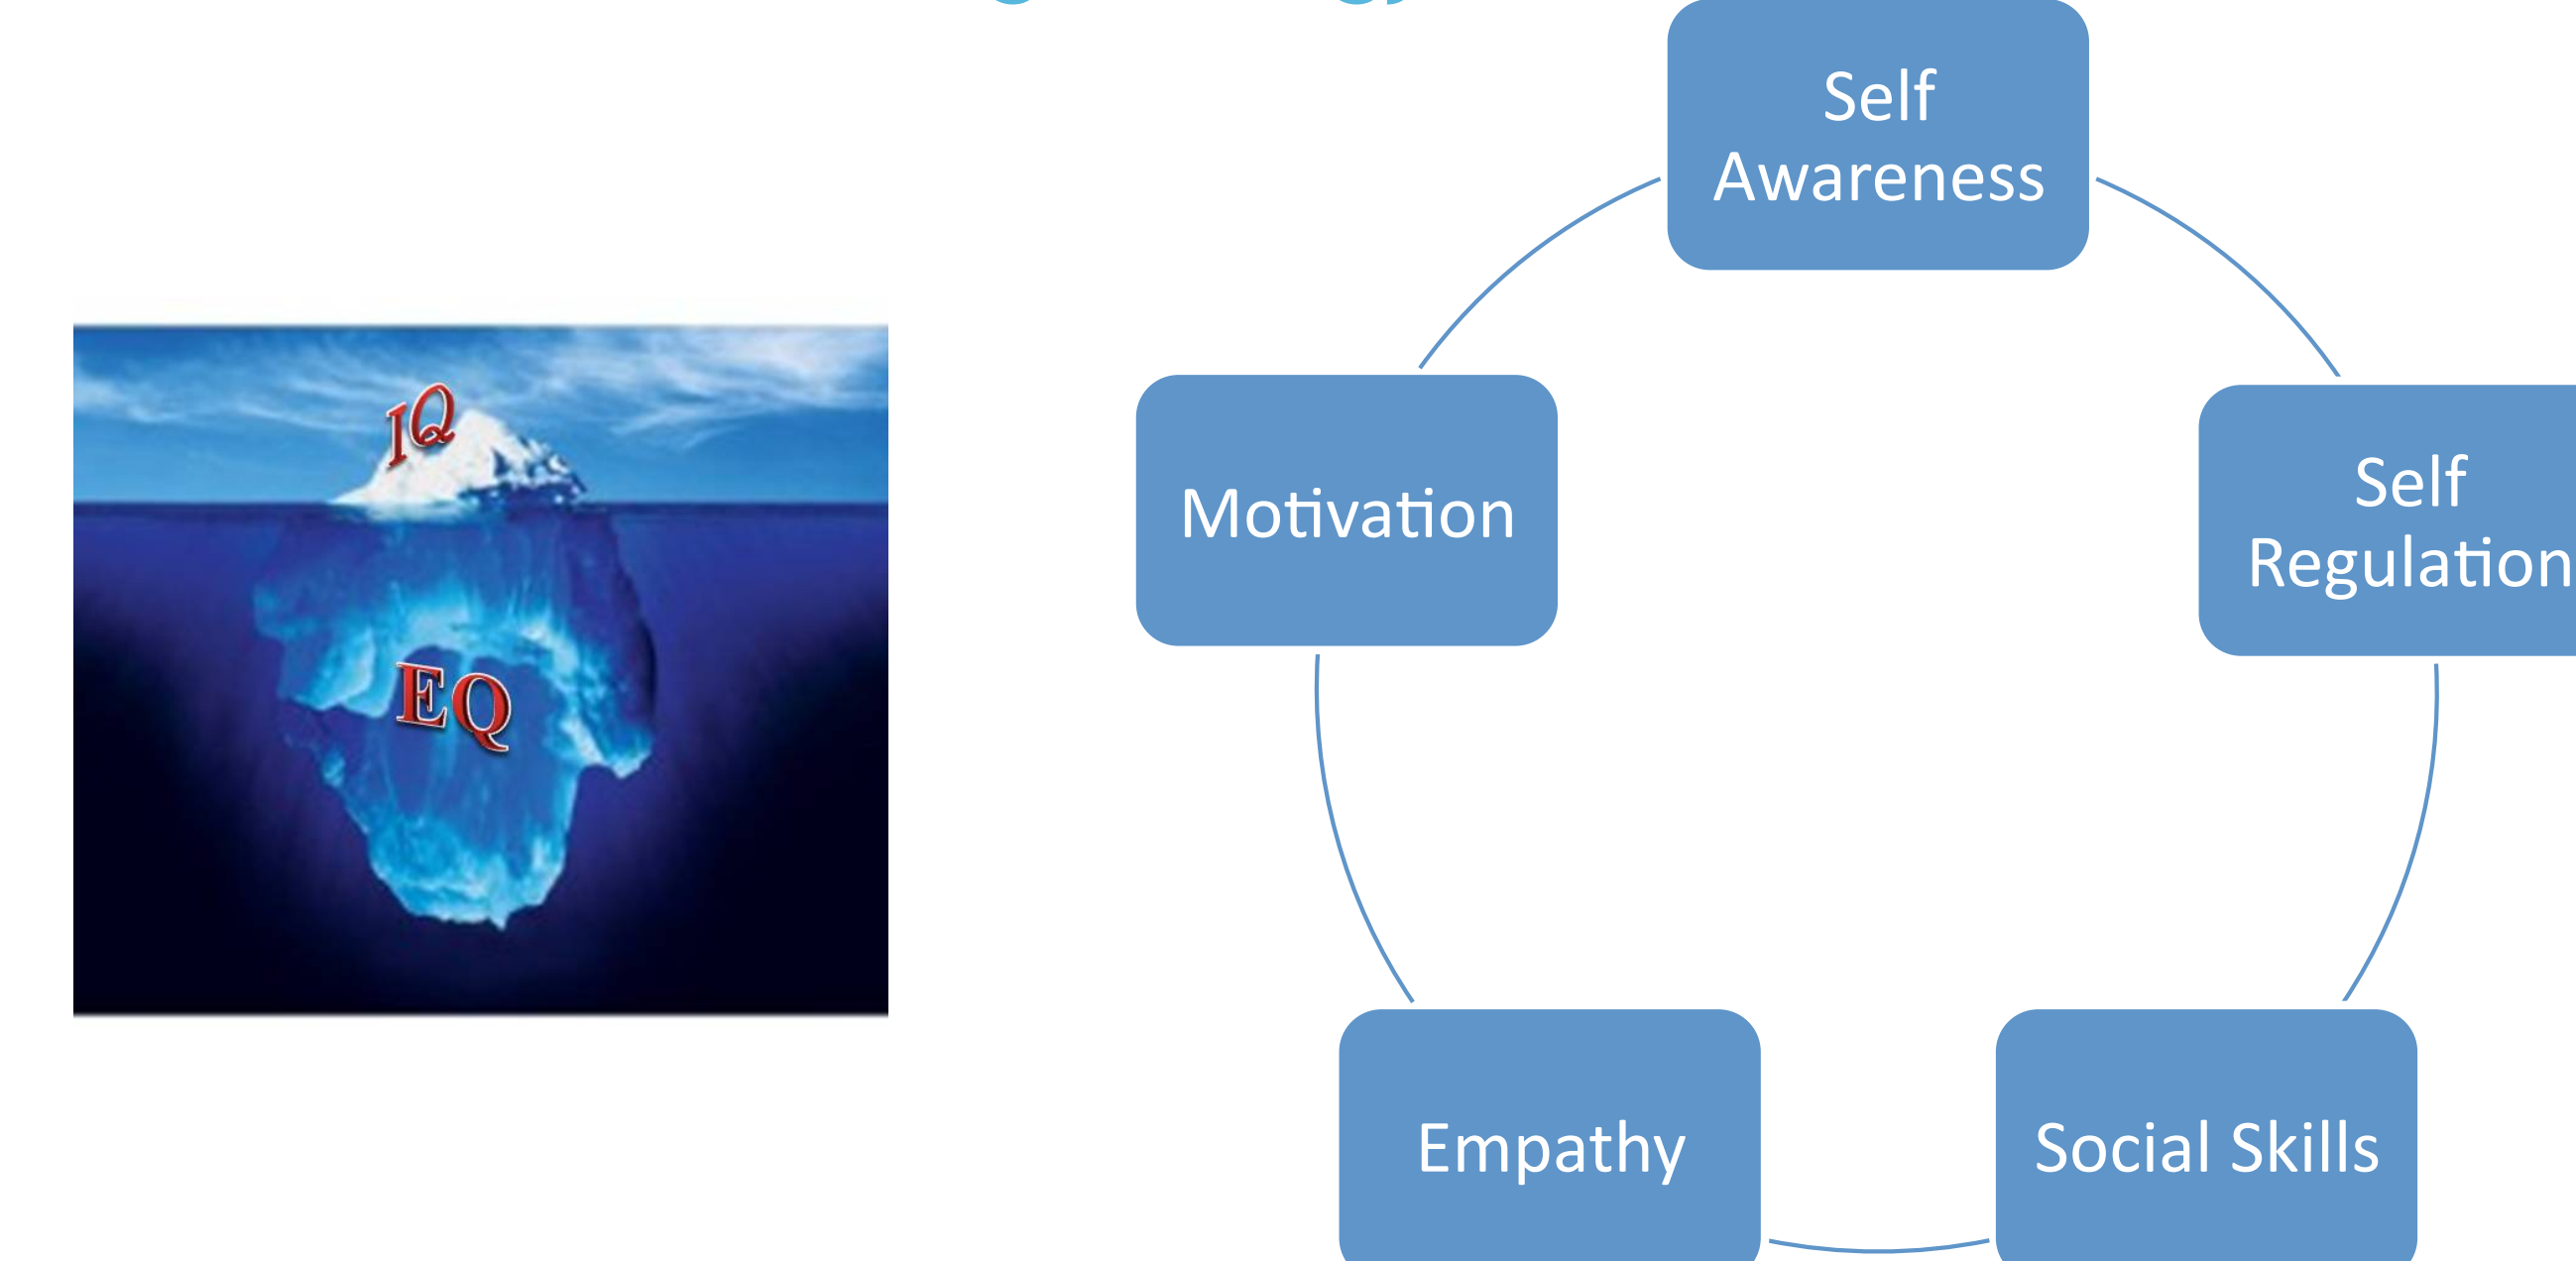 Self
Awareness
IQ
Motivation
Self
Regulation
EQ
Empathy
Social Skills